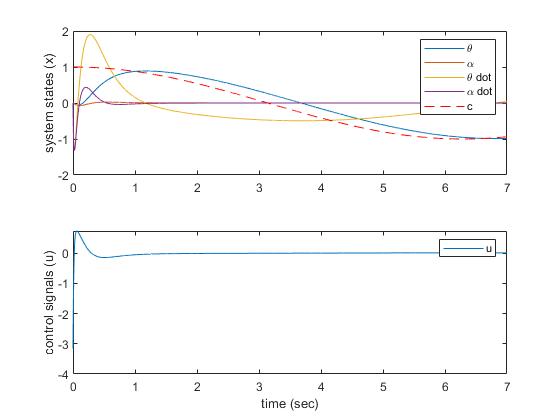 2
1
0
-1
-2
system states (x)
θ
α
θ dot
α dot
c
0 1 2 3 4 5 6 7
0
-1
-2
-3
-4
control signals (u)
u
0 1 2 3 4 5 6 7
time (sec)